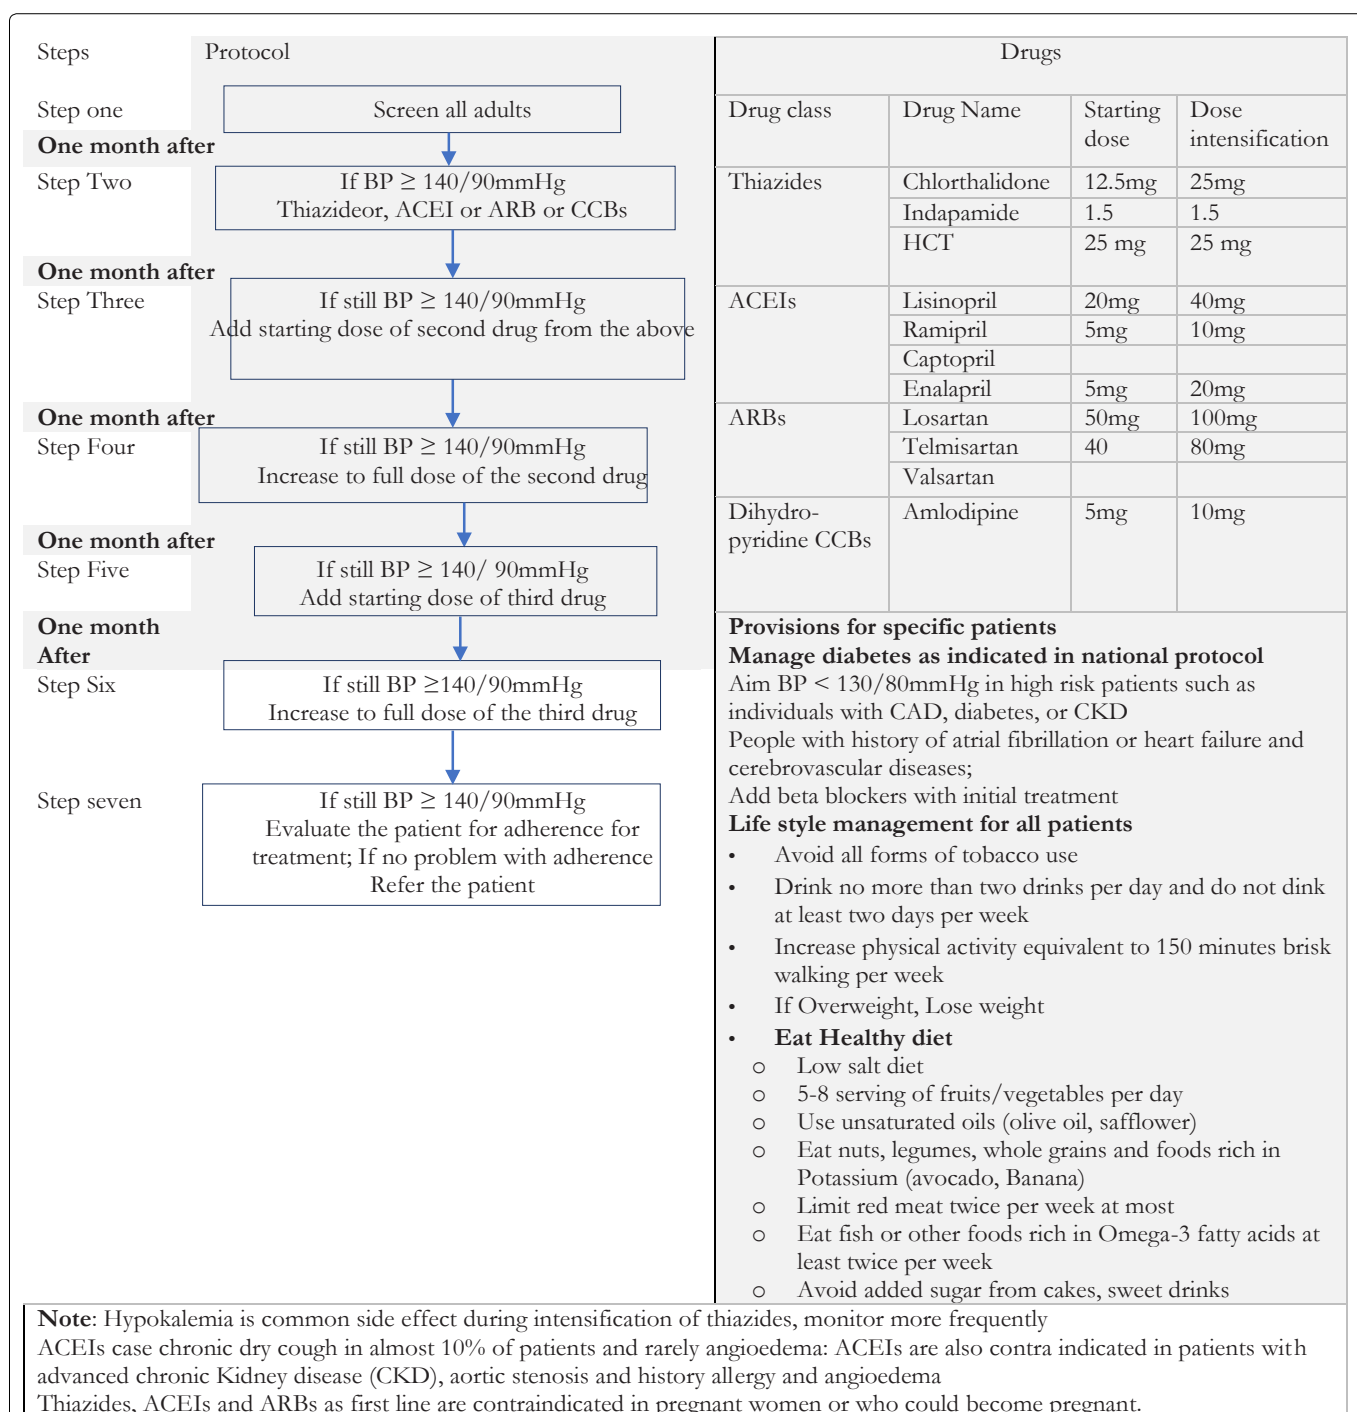 Steps
Protocol
Step one
Screen all adults
One month after
Step Two
If BP ≥ 140/90mmHg
Thiazideor, ACEI or ARB or CCBs
One month after
Step Three
If still BP ≥ 140/90mmHg
Add starting dose of second drug from the above
One month after
Step Four
If still BP ≥ 140/90mmHg
Increase to full dose of the second drug
One month after
Step Five
If still BP ≥ 140/ 90mmHg
Add starting dose of third drug
One month
After
Step Six
If still BP ≥140/90mmHg
Increase to full dose of the third drug
Step seven
If still BP ≥ 140/90mmHg
Evaluate the patient for adherence for
treatment; If no problem with adherence
Refer the patient
Drugs
Drug class Drug Name Starting dose Dose intensification
Thiazides Chlorthalidone 12.5mg 25mg
Indapamide 1.5 1.5
HCT 25 mg 25 mg
ACEIs Lisinopril 20mg 40mg
Ramipril 5mg 10mg
Captopril
Enalapril 5mg 20mg
ARBs Losartan 50mg 100mg
Telmisartan 40 80mg
Valsartan
Dihydro-
pyridine CCBs Amlodipine 5mg 10mg
Provisions for specific patients
Manage diabetes as indicated in national protocol
Aim BP < 130/80mmHg in high risk patients such as
individuals with CAD, diabetes, or CKD
People with history of atrial fibrillation or heart failure and
cerebrovascular diseases;
Add beta blockers with initial treatment
Life style management for all patients
• Avoid all forms of tobacco use
• Drink no more than two drinks per day and do not dink
at least two days per week
• Increase physical activity equivalent to 150 minutes brisk
walking per week
• If Overweight, Lose weight
• Eat Healthy diet
o Low salt diet
o 5-8 serving of fruits/vegetables per day
o Use unsaturated oils (olive oil, safflower)
o Eat nuts, legumes, whole grains and foods rich in
Potassium (avocado, Banana)
o Limit red meat twice per week at most
o Eat fish or other foods rich in Omega-3 fatty acids at
least twice per week
o Avoid added sugar from cakes, sweet drinks
Note: Hypokalemia is common side effect during intensification of thiazides, monitor more frequently
ACEIs case chronic dry cough in almost 10% of patients and rarely angioedema: ACEIs are also contra indicated in patients with
advanced chronic Kidney disease (CKD), aortic stenosis and history allergy and angioedema
Thiazides, ACEIs and ARBs as first line are contraindicated in pregnant women or who could become pregnant.